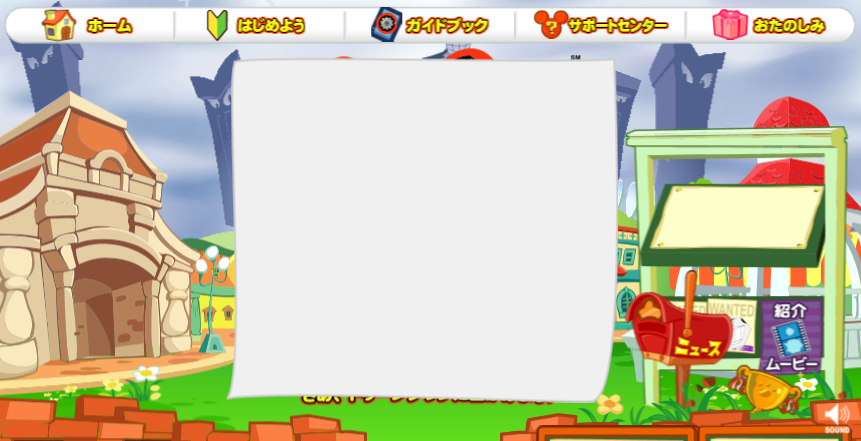 ホーム
はじめよう
ガイドブック
サポートセンター
おたのしみ
SM
WANTED
紹介
ムービー
ニュース
SOUND